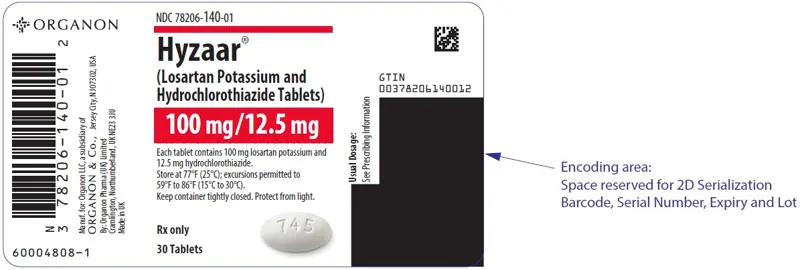 ORGANON
N 3 78206-140-01 2
Manuf. for: Organon LLC, a subsidiary of
ORGANON & Co., Jersey City, NJ 07302, USA
By: Organon Pharma (UK) Limited
Cramlington, Northumberland, UK NE23 3JU
Made in UK
60004808-1
NDC 78206-140-01
Hyzaar®
(Losartan Potassium and
Hydrochlorothiazide Tablets)
100 mg/12.5 mg
Each tablet contains 100 mg losartan potassium and
12.5 mg hydrochlorothiazide.
Store at 77°F (25°C); excursions permitted to
59°F to 86°F (15°C to 30°C).
Keep container tightly closed. Protect from light.
Rx only
30 Tablets
745
Usual Dosage:
See Prescribing Information
GTIN
00378206140012
Encoding area:
Space reserved for 2D Serialization
Barcode, Serial Number, Expiry and Lot